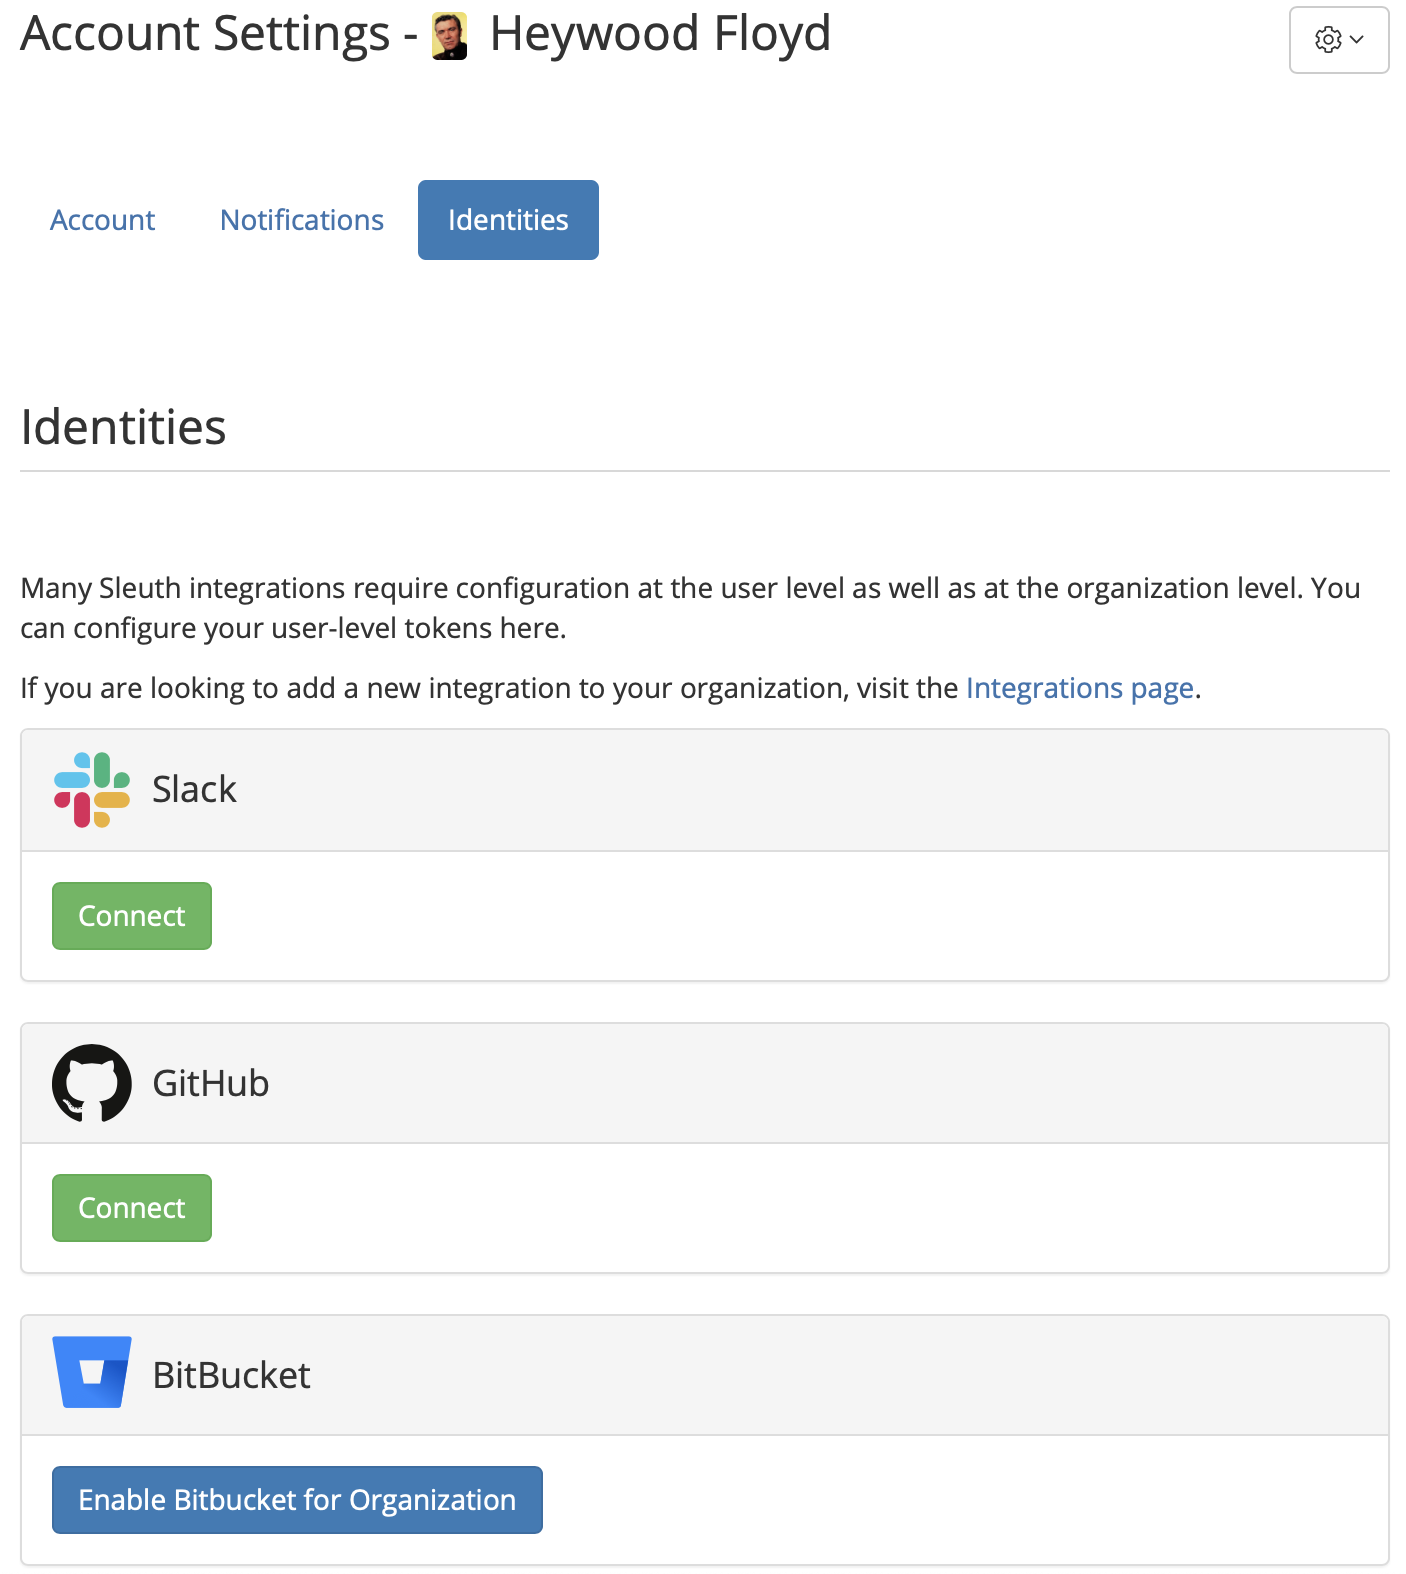 Account Settings - Heywood Floyd
Account Notifications Identities
Identities
Many Sleuth integrations require configuration at the user level as well as at the organization level. You
can configure your user-level tokens here.
If you are looking to add a new integration to your organization, visit the Integrations page.
Slack
Connect
GitHub
Connect
BitBucket
Enable Bitbucket for Organization